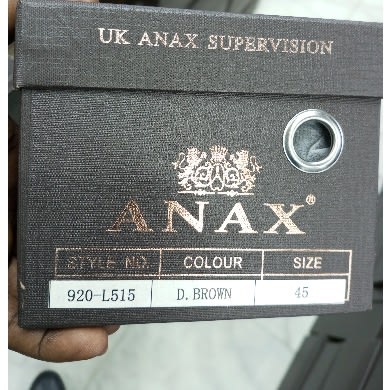 UK ANAX SUPERVISION
ANAX®
STYLE NO. COLOUR SIZE
920-L515 D.BROWN 45